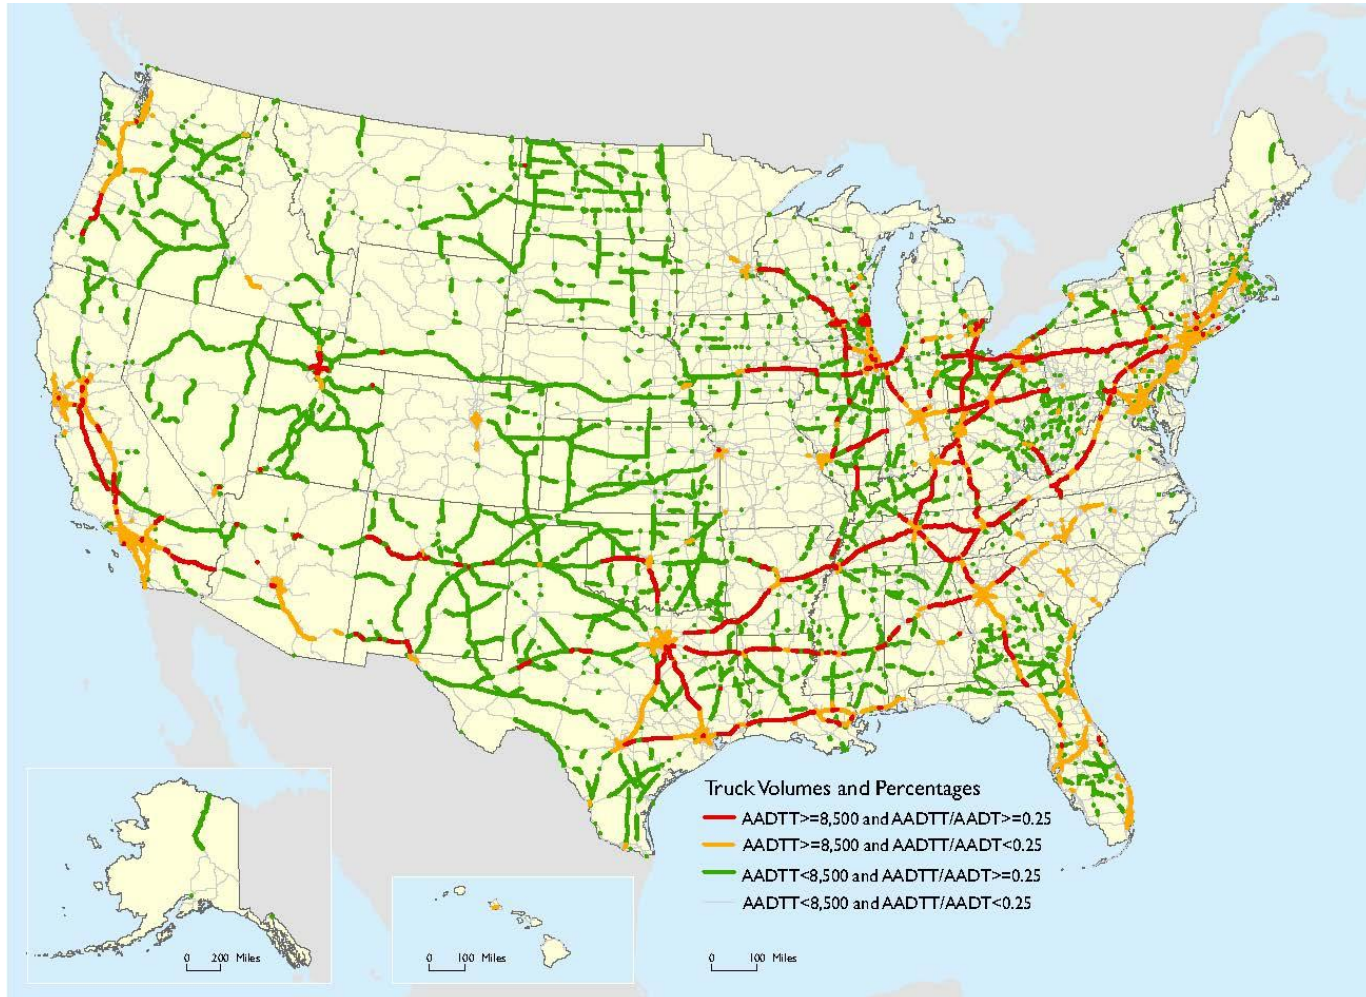 Truck Volumes and Percentages
AADTT>=8,500 and AADTT/AADT>=0.25
AADTT>=8,500 and AADTT/AADT<0.25
AADTT<8,500 and AADTT/AADT>=0.25
AADTT<8,500 and AADTT/AADT<0.25
0 200 Miles
0 100 Miles
0 100 Miles